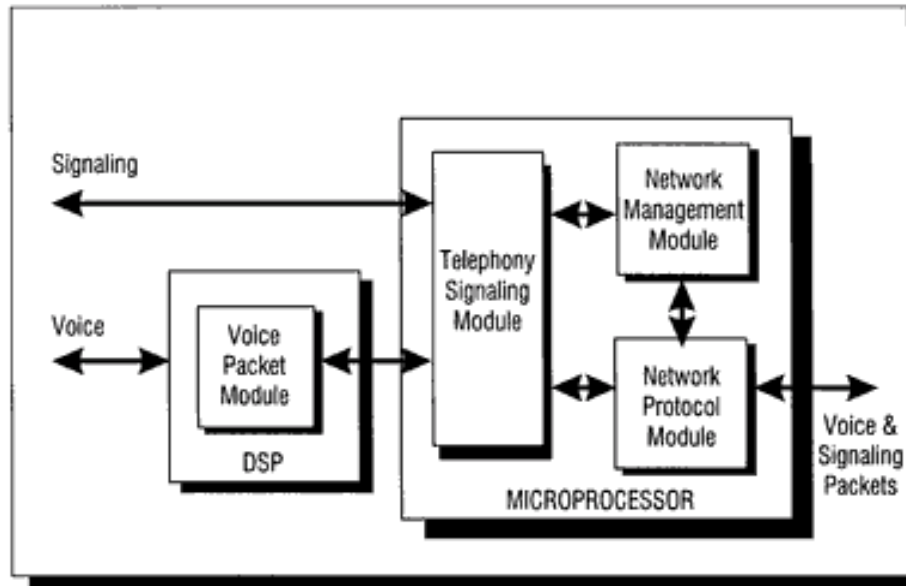 Signaling
Voice
Voice
Packet
Module
DSP
Telephony
Signaling
Module
Network
Management
Module
Network
Protocol
Module
MICROPROCESSOR
Voice &
Signaling
Packets